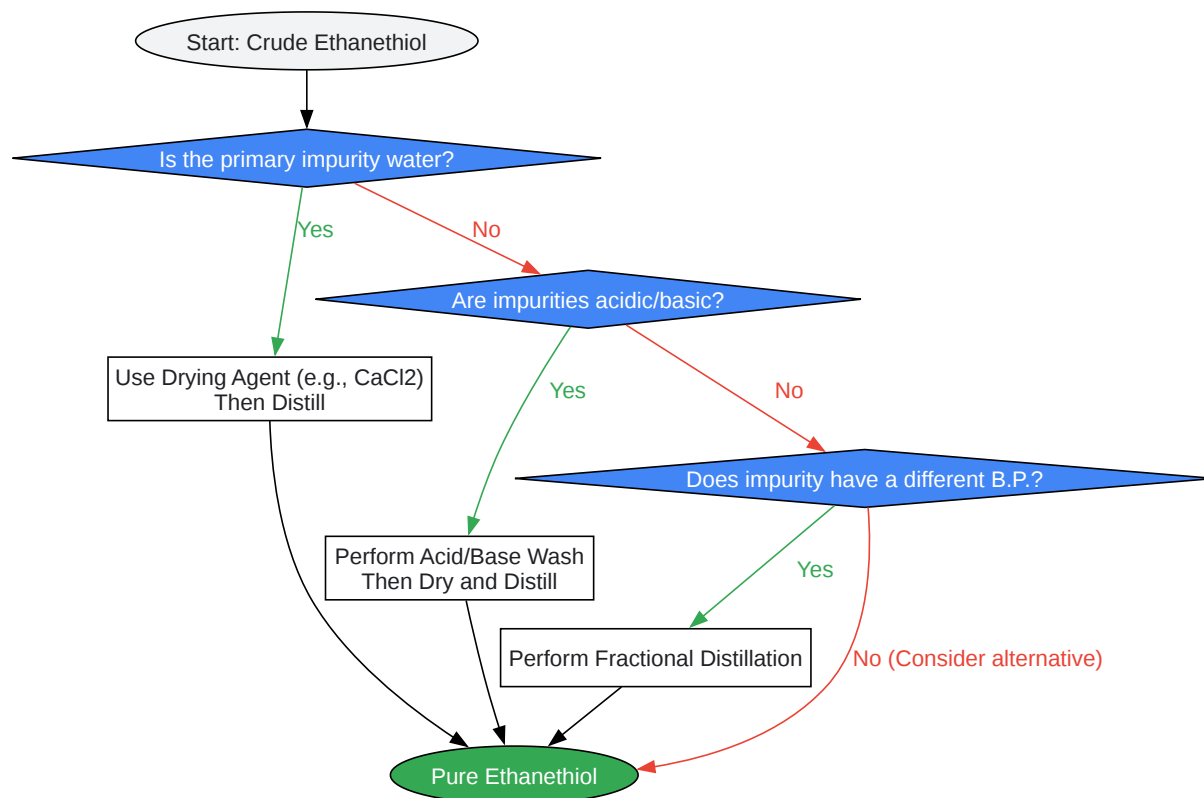 Start: Crude Ethanethiol
Is the primary impurity water?
Yes
No
Are impurities acidic/basic?
Use Drying Agent (e.g., CaCl2)
Then Distill
Yes
No
Does impurity have a different B.P.?
Perform Acid/Base Wash
Then Dry and Distill
Yes
Perform Fractional Distillation
No (Consider alternative)
Pure Ethanethiol